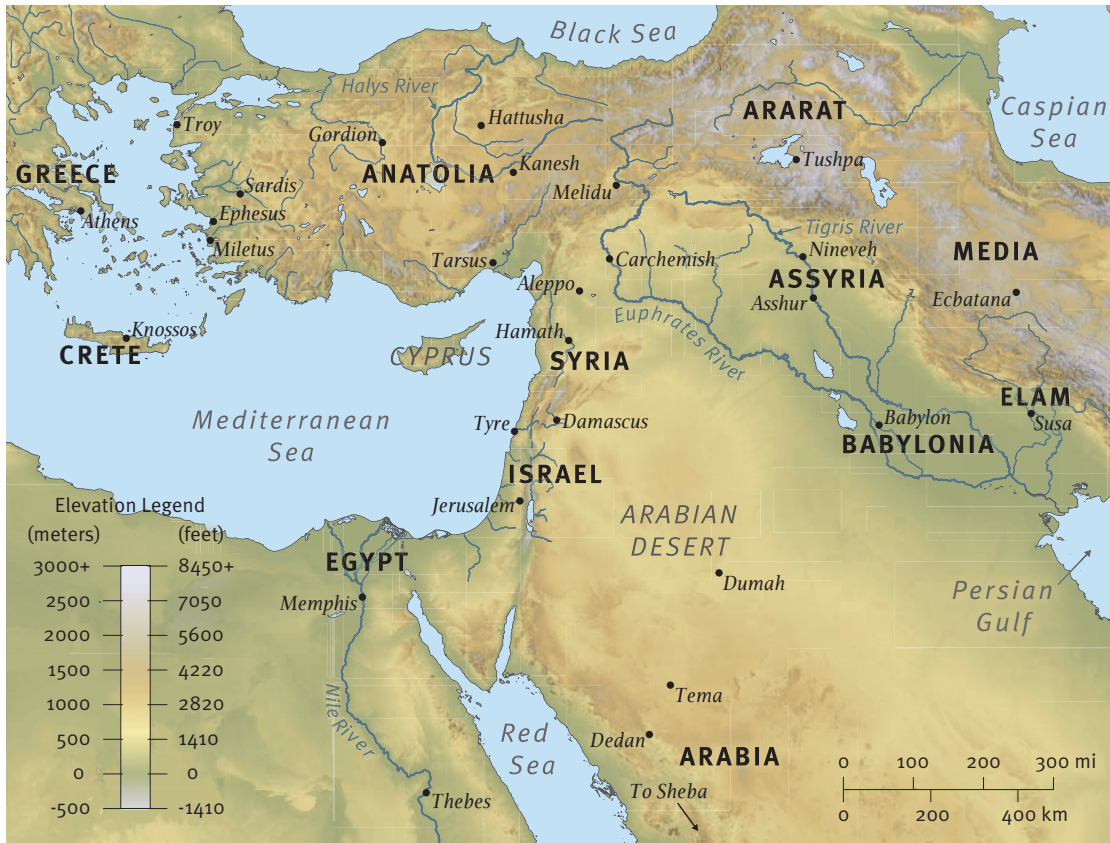 Black Sea
Caspian
Sea
Halys River
ARARAT
Troy
Hattusha
Gordion
GREECE
ANATOLIA
Kanesh
Tushpa
Sardis
Melidu
Athens
Ephesus
Tigris River
Miletus
Nineveh
MEDIA
Tarsus
Carchemish
ASSYRIA
Aleppo
Asshur
Ecbatana
Euphrates River
Knossos
Hamath
CRETE
CYPRUS
SYRIA
ELAM
Mediterranean
Sea
Tyre
Damascus
Babylon
Susa
BABYLONIA
ISRAEL
Jerusalem
ARABIAN
DESERT
EGYPT
Dumah
Persian
Gulf
Memphis
Nile River
Tema
Red
Sea
Dedan
ARABIA
To Sheba
Thebes
Elevation Legend
(meters) (feet)
3000+ 8450+
2500 7050
2000 5600
1500 4220
1000 2820
500 1410
0 0
-500 -1410
0 100 200 300 mi
0 200 400 km